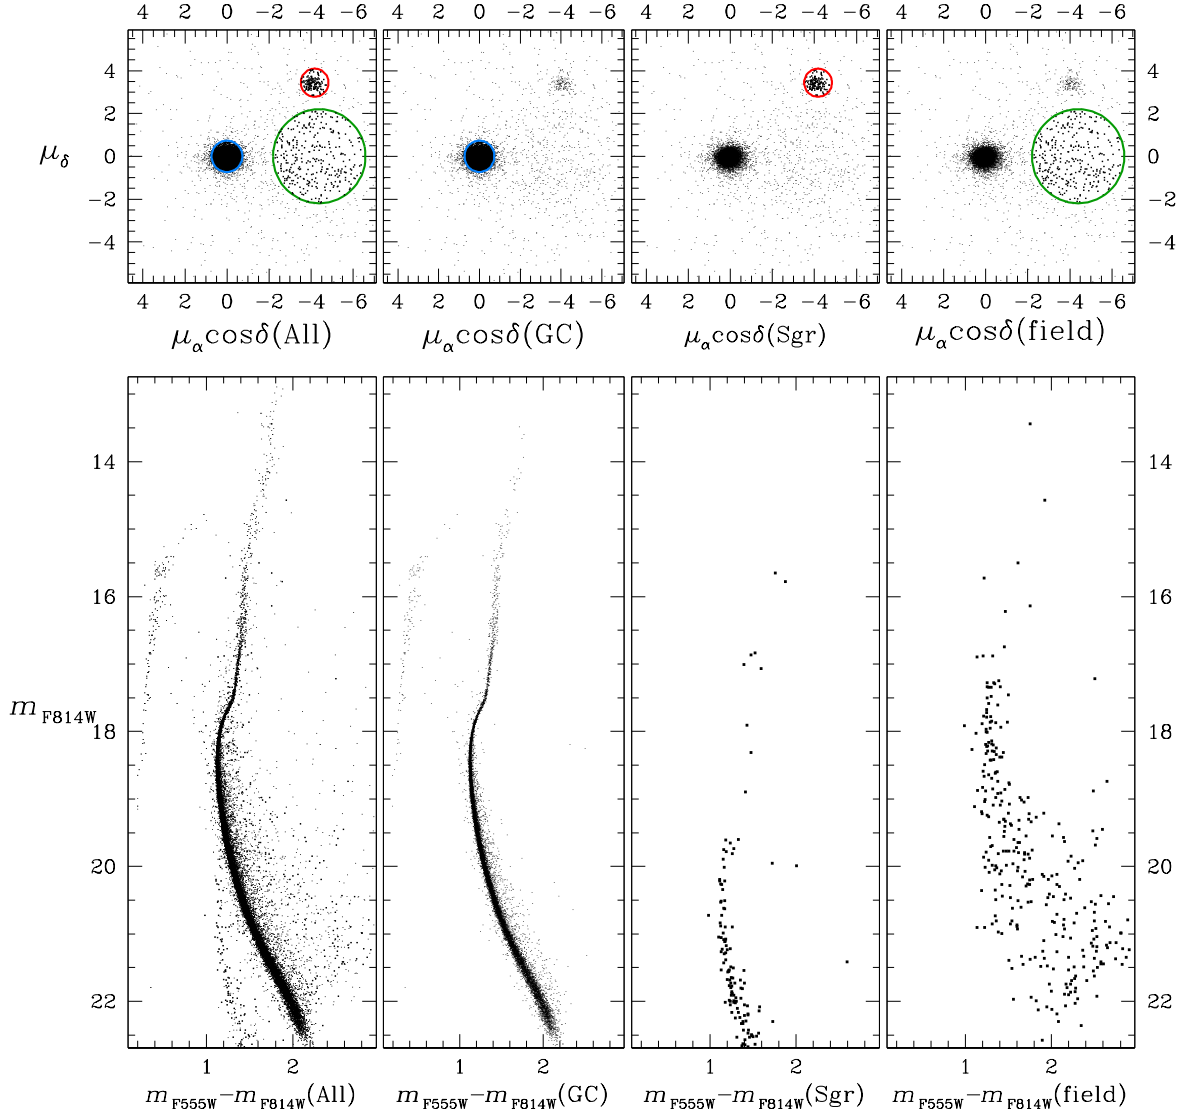 4 2 0 −2 −4 −6 4 2 0 −2 −4 −6 4 2 0 −2 −4 −6 4 2 0 −2 −4 −6
4 4
2 2
μδ 0 0
−2 −2
−4 −4
4 2 0 −2 −4 −6 4 2 0 −2 −4 −6 4 2 0 −2 −4 −6 4 2 0 −2 −4 −6
μαcosδ(All) μαcosδ(GC) μαcosδ(Sgr) μαcosδ(field)
14 14
16 16
mF814W
18 18
20 20
22 22
1 2 1 2 1 2 1 2
mF555W−mF814W(All) mF555W−mF814W(GC) mF555W−mF814W(Sgr) mF555W−mF814W(field)